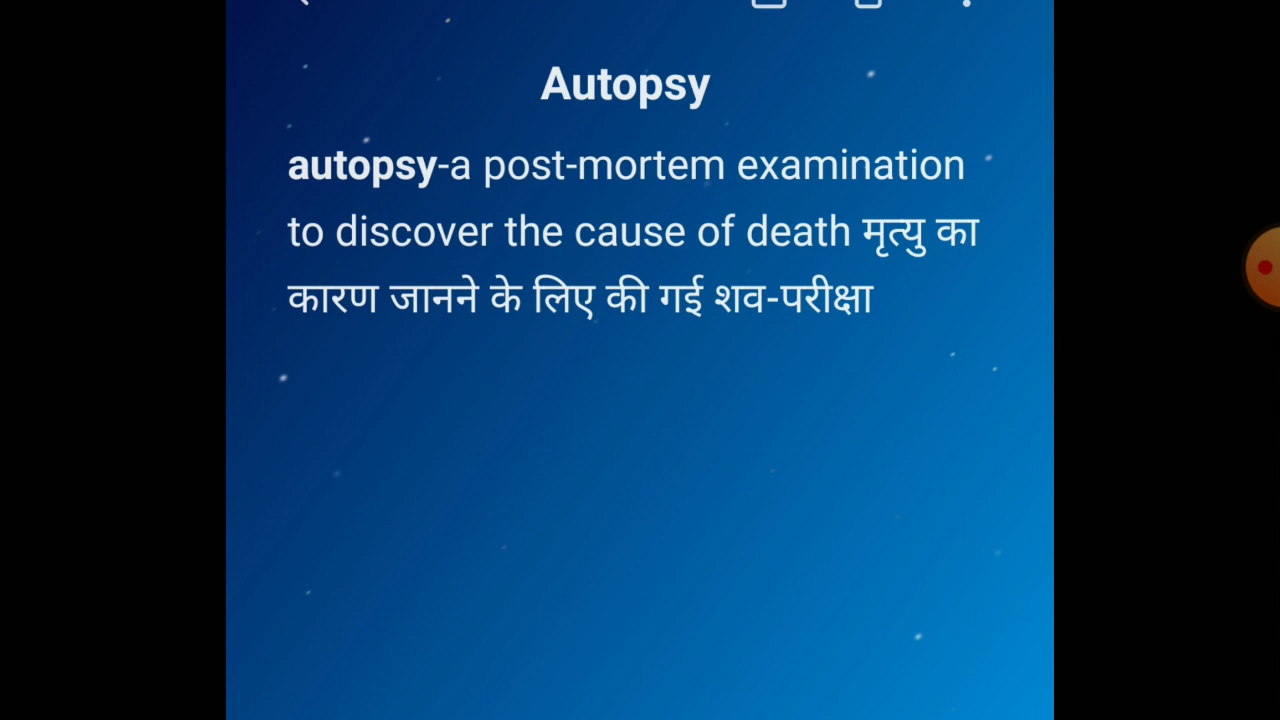 Autopsy
autopsy-a post-mortem examination
to discover the cause of death मृत्यु का
कारण जानने के लिए की गई शव-परीक्षा